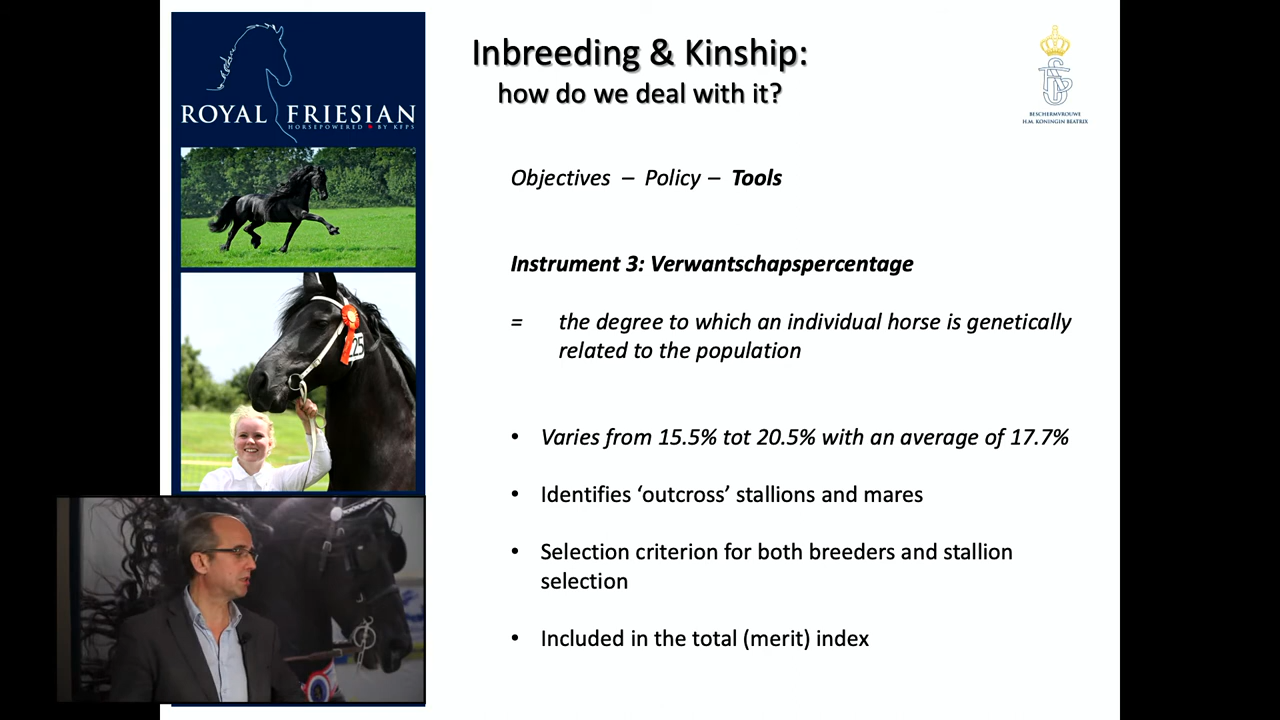 ROYAL FRIESIAN
HORSEPOWERED BY KFPS
25
Inbreeding & Kinship:
how do we deal with it?
BESCHERMVROUWE
H.M. KONINGIN BEATRIX
Objectives – Policy – Tools
Instrument 3: Verwantschapspercentage
= the degree to which an individual horse is genetically
related to the population
• Varies from 15.5% tot 20.5% with an average of 17.7%
• Identifies ‘outcross’ stallions and mares
• Selection criterion for both breeders and stallion
selection
• Included in the total (merit) index